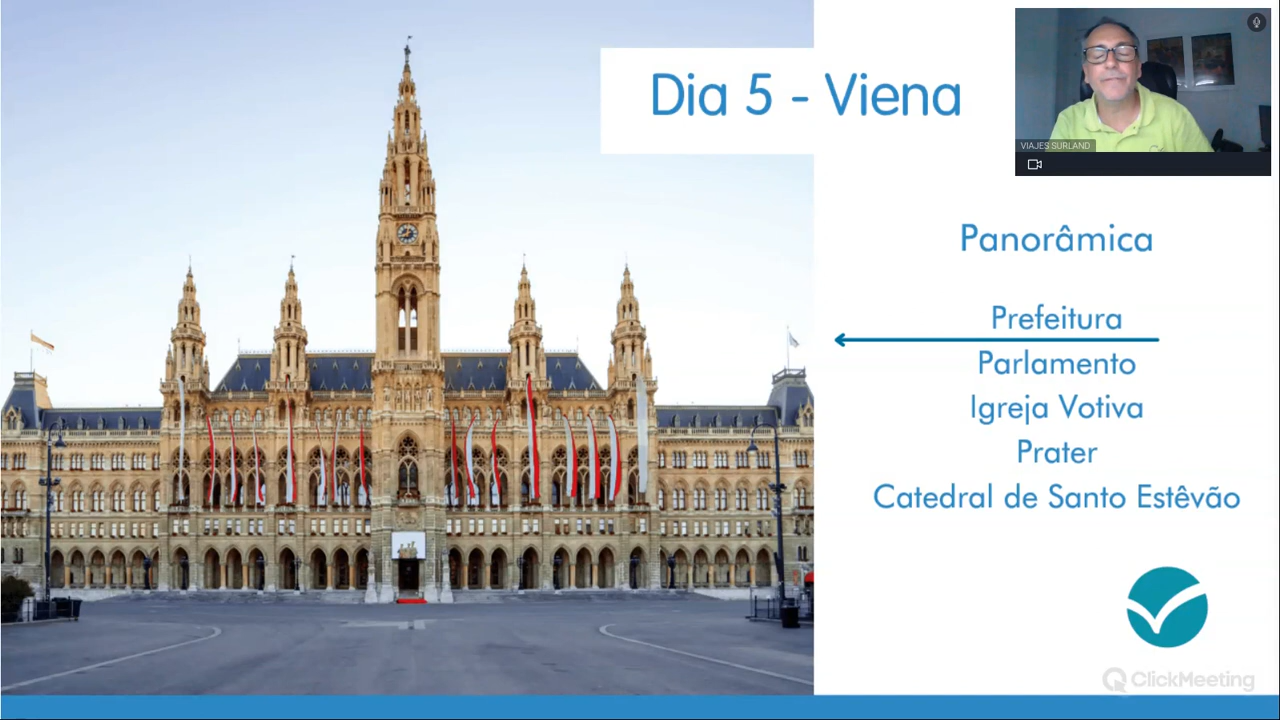 Dia 5 - Viena
VIAJES SURLAND
Panorâmica
Prefeitura
Parlamento
Igreja Votiva
Prater
Catedral de Santo Estêvão
ClickMeeting